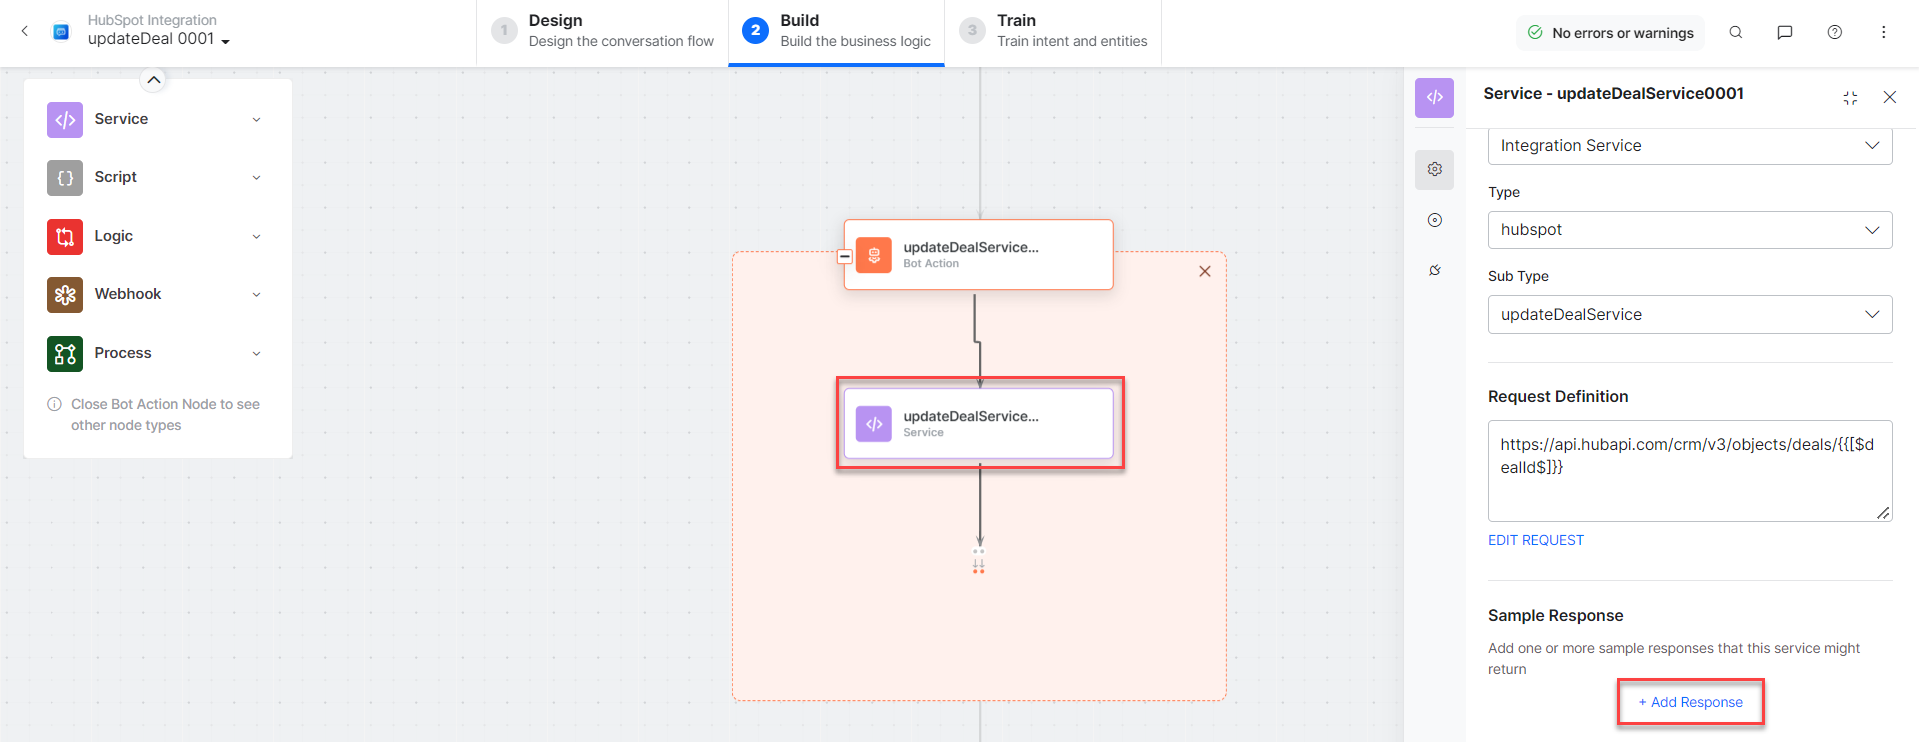 HubSpot Integration
updateDeal 0001
1
Design
Design the conversation flow
2
Build
Build the business logic
3
Train
Train intent and entities
No errors or warnings
Service
Script
Logic
Webhook
Process
Close Bot Action Node to see
other node types
updateDealService...
Bot Action
updateDealService...
Service
Service - updateDealService0001
Integration Service
Type
hubspot
Sub Type
updateDealService
Request Definition
https://api.hubapi.com/crm/v3/objects/deals/{{[$d
ealId$]}}
EDIT REQUEST
Sample Response
Add one or more sample responses that this service might
return
+ Add Response